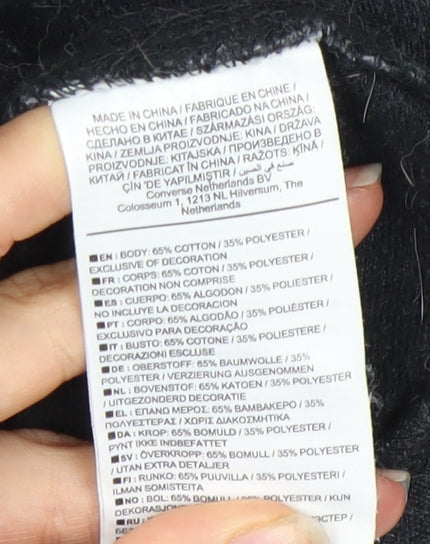 MADE IN CHINA / FABRIQUE EN CHINE /
HECHO EN CHINA / FABRICADO NA CHINA /
СДЕЛАНО В КИТАЕ / SZÁRMAZÁSI ORSZÁG:
KÍNA / ZEMLJA PROIZVODNJE: KINA / DRŽAVA
PROIZVODNJE: KITAJSKA / ПРОИЗВЕДЕНО В
КИТАЙ / FABRICAT ÎN CHINA / RAŽOTS: ĶĪNĀ /
ÇİN 'DE YAPILMIŞTIR / صنع في الصين
Converse Netherlands BV
Colosseum 1, 1213 NL Hilversum, The
Netherlands
EN : BODY: 65% COTTON / 35% POLYESTER /
EXCLUSIVE OF DECORATION
FR : CORPS: 65% COTON / 35% POLYESTER /
DECORATION NON COMPRISE
ES : CUERPO: 65% ALGODON / 35% POLIESTER /
NO INCLUYE LA DECORACION
PT : CORPO: 65% ALGODÃO / 35% POLIÉSTER /
EXCLUSIVO PARA DECORAÇÃO
IT : BUSTO: 65% COTONE / 35% POLIESTERE /
DECORAZIONI ESCLUSE
DE : OBERSTOFF: 65% BAUMWOLLE / 35%
POLYESTER / VERZIERUNG AUSGENOMMEN
NL : BOVENSTOF: 65% KATOEN / 35% POLYESTER
/ UITGEZONDERD DECORATIE
EL : ΕΠΑΝΩ ΜΕΡΟΣ: 65% ΒΑΜΒΑΚΕΡΟ / 35%
ΠΟΛΥΕΣΤΕΡΑΣ / ΧΩΡΙΣ ΔΙΑΚΟΣΜΗΤΙΚΑ
DA : KROP: 65% BOMULD / 35% POLYESTER /
PYNT IKKE INDBEFATTET
SV : ÖVERKROPP: 65% BOMULL / 35% POLYESTER
/ UTAN EXTRA DETALJER
FI : RUNKO: 65% PUUVILLA / 35% POLYESTERI /
ILMAN SOMISTEITA
NO : BOL: 65% BOMULL / 35% POLYESTER / KUN
DEKORASJON
RU :